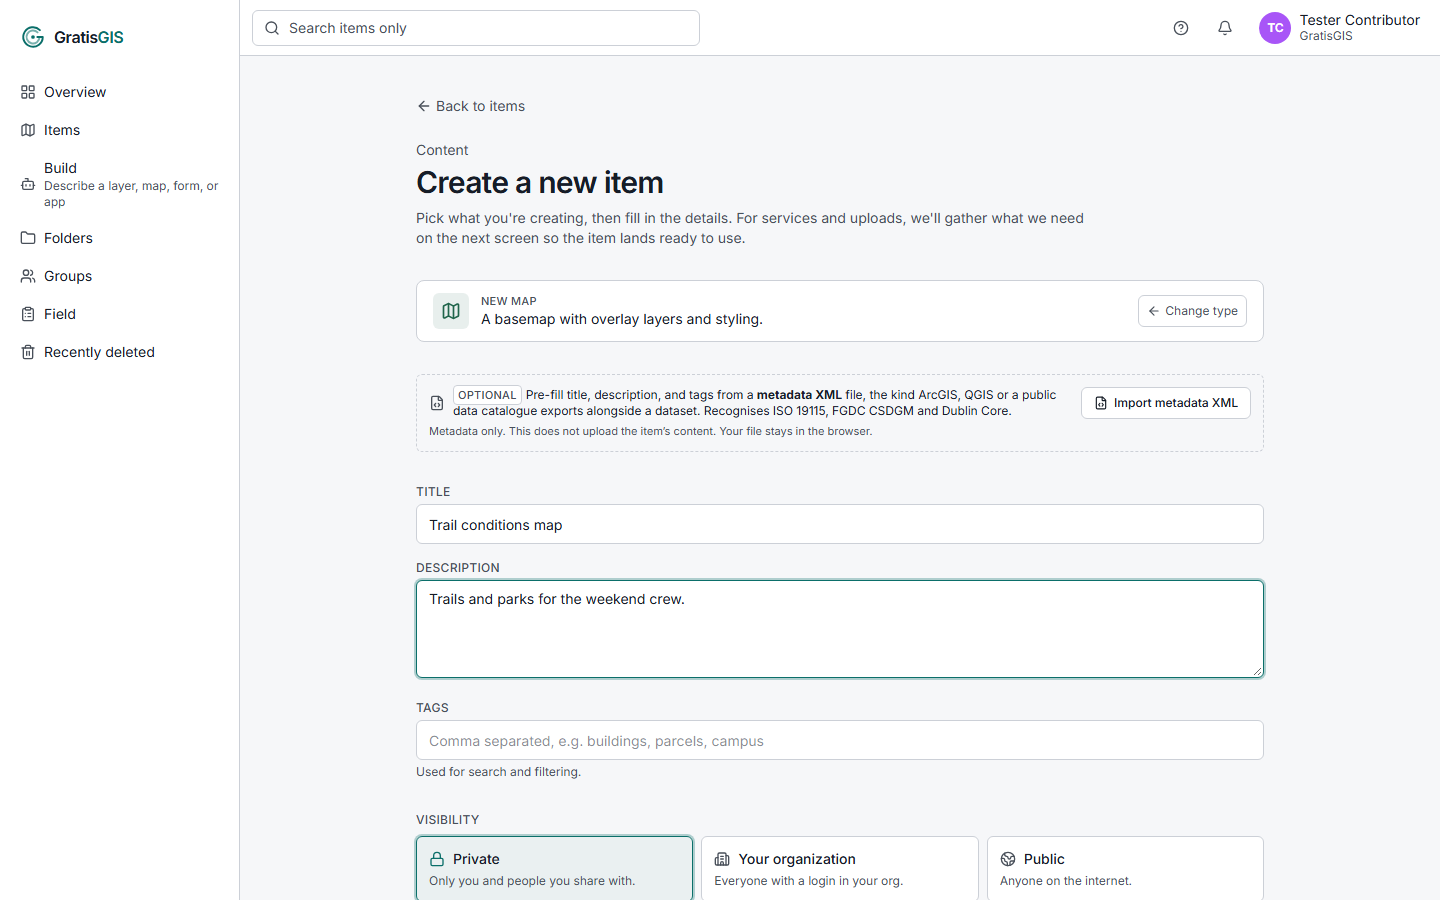 GratisGIS
Search items only
TC
Tester Contributor
GratisGIS
Overview
Items
Build
Describe a layer, map, form, or
app
Folders
Groups
Field
Recently deleted
Back to items
Content
Create a new item
Pick what you're creating, then fill in the details. For services and uploads, we'll gather what we need
on the next screen so the item lands ready to use.
NEW MAP
A basemap with overlay layers and styling.
Change type
OPTIONAL Pre-fill title, description, and tags from a metadata XML file, the kind ArcGIS, QGIS or a public
data catalogue exports alongside a dataset. Recognises ISO 19115, FGDC CSDGM and Dublin Core.
Metadata only. This does not upload the item's content. Your file stays in the browser.
Import metadata XML
TITLE
Trail conditions map
DESCRIPTION
Trails and parks for the weekend crew.
TAGS
Comma separated, e.g. buildings, parcels, campus
Used for search and filtering.
VISIBILITY
Private
Only you and people you share with.
Your organization
Everyone with a login in your org.
Public
Anyone on the internet.